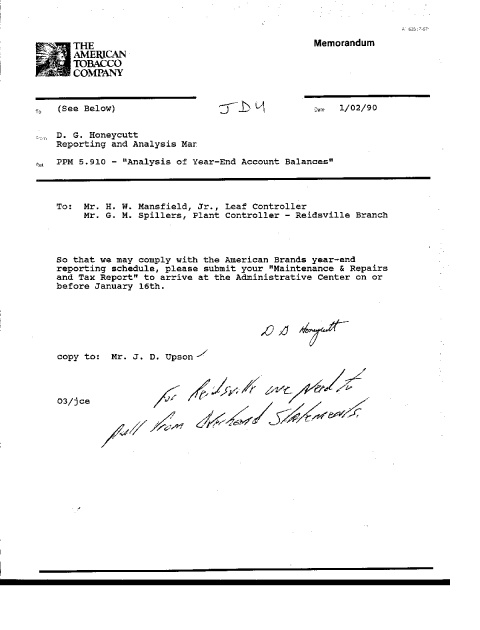 Memorandum
THE
AMERICAN
TOBACCO
COMPANY
To (See Below)
JDU
Date 1/02/90
From D. G. Honeycutt
Reporting and Analysis Man
Ref. PPM 5.910 - "Analysis of Year-End Account Balances"
To: Mr. H. W. Mansfield, Jr., Leaf Controller
Mr. G. M. Spillers, Plant Controller - Reidsville Branch
So that we may comply with the American Brands year-end
reporting schedule, please submit your "Maintenance & Repairs
and Tax Report" to arrive at the Administrative Center on or
before January 16th.
D G Honeycutt
copy to: Mr. J. D. Upson
03/jce
For Reidsville we need to
pull from Overhead Statements.